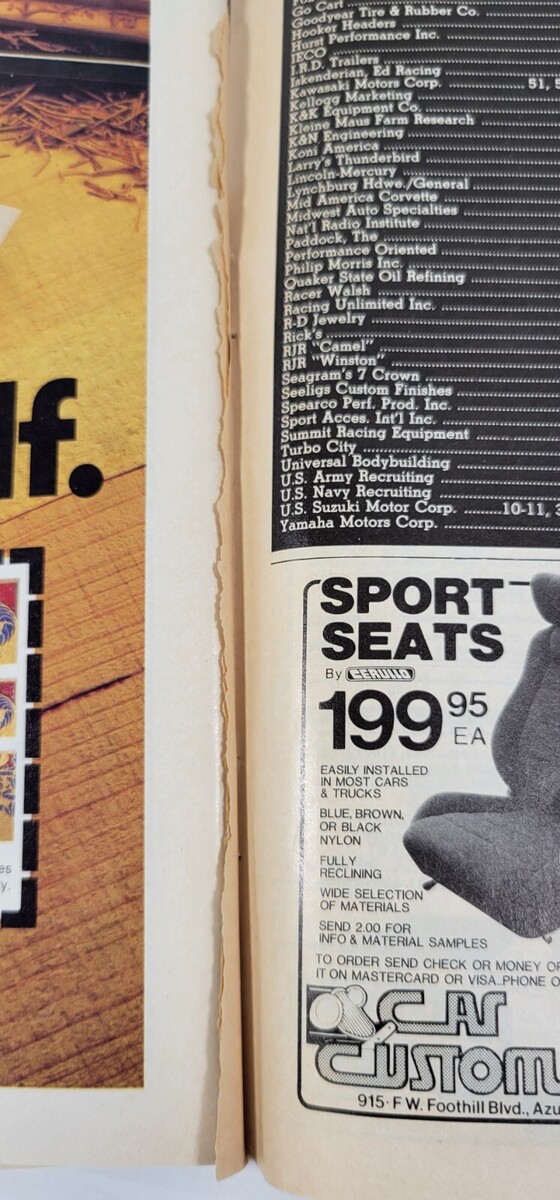 lf.
es
y.
Go Cart
Goodyear Tire & Rubber Co.
Hooker Headers
Hurst Performance Inc.
IECO
I.R.D. Trailers
Iskenderian, Ed Racing
Kawasaki Motors Corp. 51, 5
Kellogg Marketing
K&K Equipment Co.
Kleine Maus Farm Research
K&N Engineering
Koni America
Larry's Thunderbird
Lincoln-Mercury
Lynchburg Hdwe./General
Mid America Corvette
Midwest Auto Specialties
Nat'l Radio Institute
Paddock, The
Performance Oriented
Philip Morris Inc.
Quaker State Oil Refining
Racer Walsh
Racing Unlimited Inc.
R-D Jewelry
Rick's
RJR "Camel"
RJR "Winston"
Seagram's 7 Crown
Seeligs Custom Finishes
Spearco Perf. Prod. Inc.
Sport Acces. Int'l Inc.
Summit Racing Equipment
Turbo City
Universal Bodybuilding
U.S. Army Recruiting
U.S. Navy Recruiting
U.S. Suzuki Motor Corp. 10-11, 3
Yamaha Motors Corp.
SPORT
SEATS
By CERULLO
199 95
EA
EASILY INSTALLED
IN MOST CARS
& TRUCKS
BLUE, BROWN,
OR BLACK
NYLON
FULLY
RECLINING
WIDE SELECTION
OF MATERIALS
SEND 2.00 FOR
INFO & MATERIAL SAMPLES
TO ORDER SEND CHECK OR MONEY OR
IT ON MASTERCARD OR VISA..PHONE O
CAR
CUSTOM
915-F W. Foothill Blvd., Azu